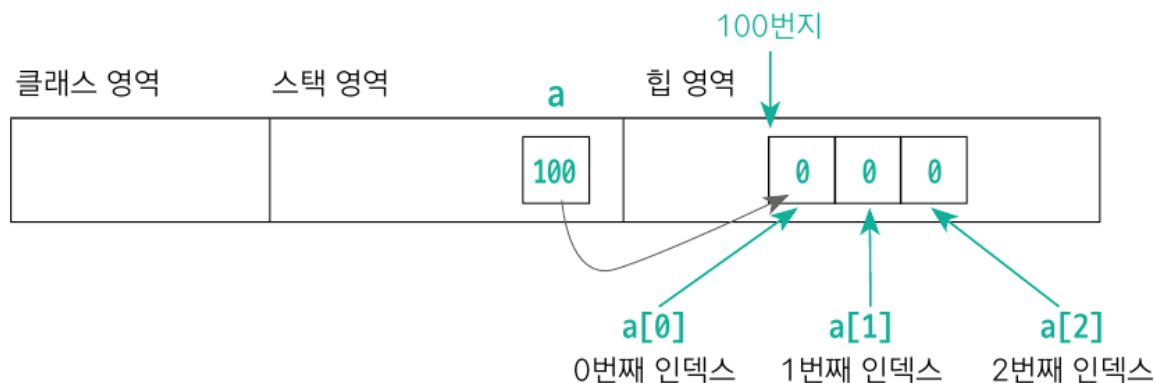 100번지
클래스 영역
스택 영역
a
힙 영역
100
0
0
0
a[0]
a[1]
a[2]
0번째 인덱스
1번째 인덱스
2번째 인덱스